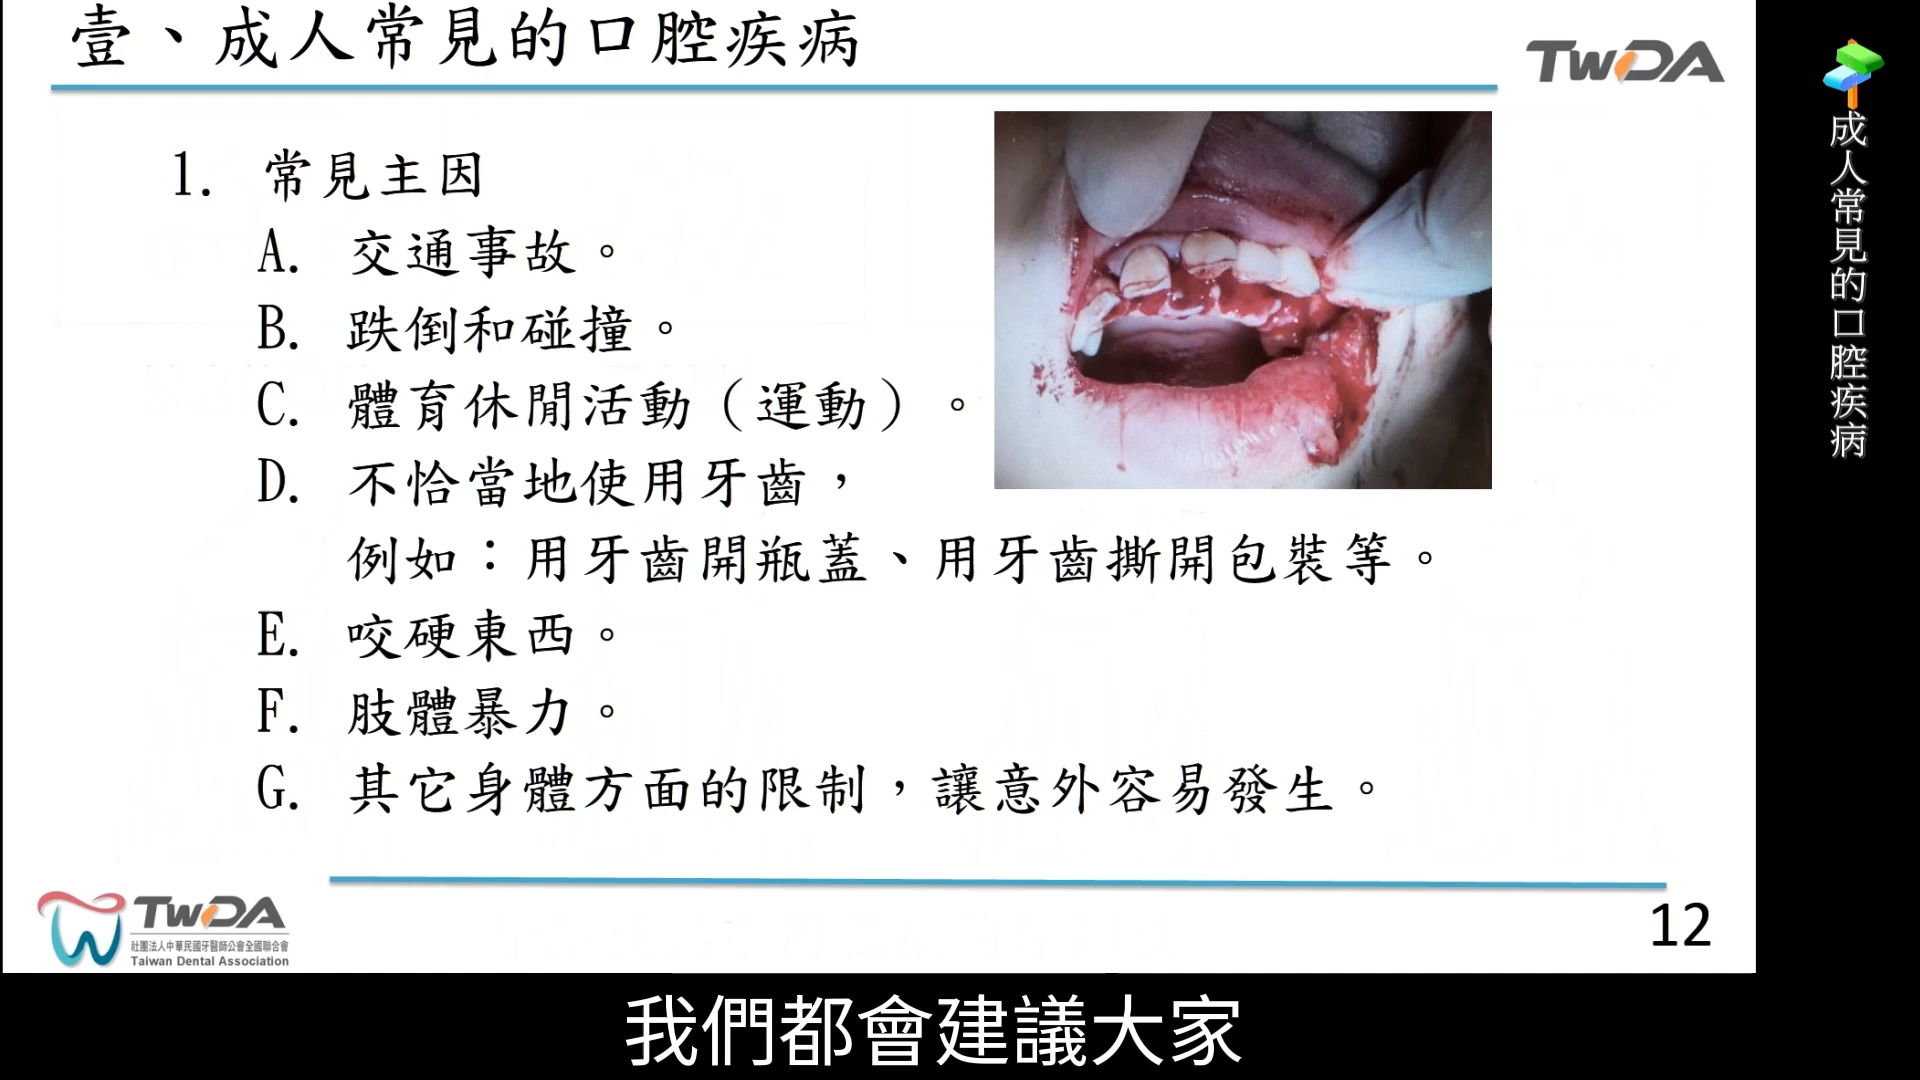 壹、成人常見的口腔疾病
TwDA
1. 常見主因
A. 交通事故。
B. 跌倒和碰撞。
C. 體育休閒活動（運動）。
D. 不恰當地使用牙齒，
例如：用牙齒開瓶蓋、用牙齒撕開包裝等。
E. 咬硬東西。
F. 肢體暴力。
G. 其它身體方面的限制，讓意外容易發生。
TwDA
社團法人中華民國牙醫師公會全國聯合會
Taiwan Dental Association
12
成人常見的口腔疾病
我們都會建議大家